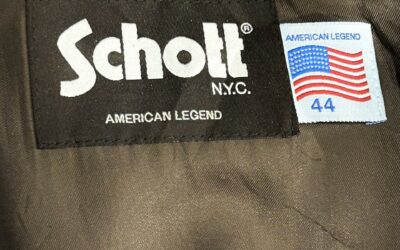 Schott®
N.Y.C.
AMERICAN LEGEND
AMERICAN LEGEND
44